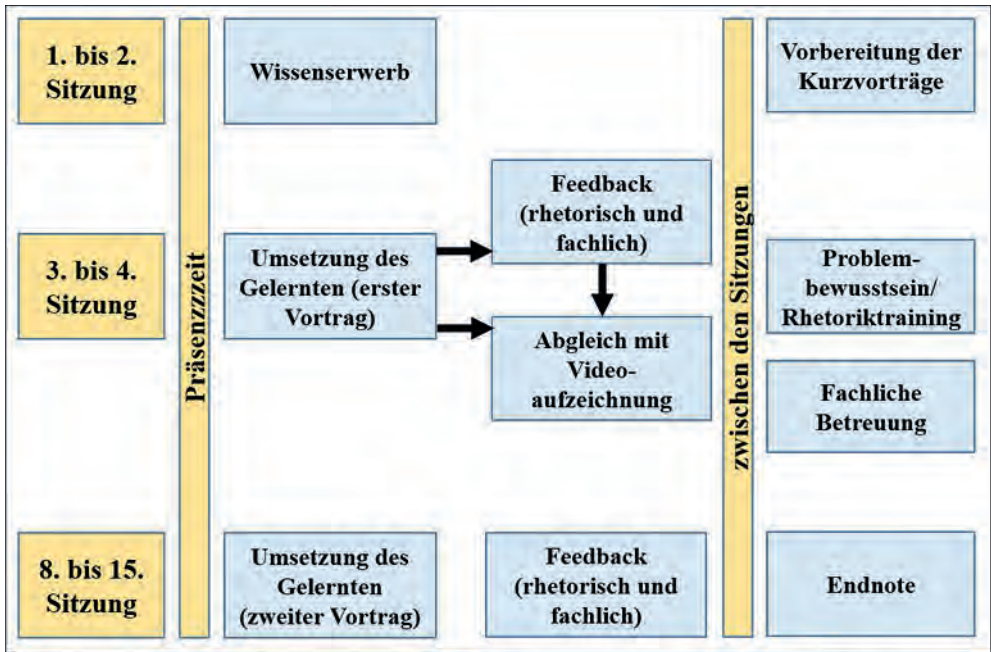 1. bis 2.
Sitzung
Präsenzzzeit
Wissenserwerb
zwischen den Sitzungen
Vorbereitung der
Kurzvorträge
3. bis 4.
Sitzung
Umsetzung des
Gelernten (erster
Vortrag)
Feedback
(rhetorisch und
fachlich)
Abgleich mit
Video-
aufzeichnung
Problem-
bewusstsein/
Rhetoriktraining
Fachliche
Betreuung
8. bis 15.
Sitzung
Umsetzung des
Gelernten
(zweiter Vortrag)
Feedback
(rhetorisch und
fachlich)
Endnote